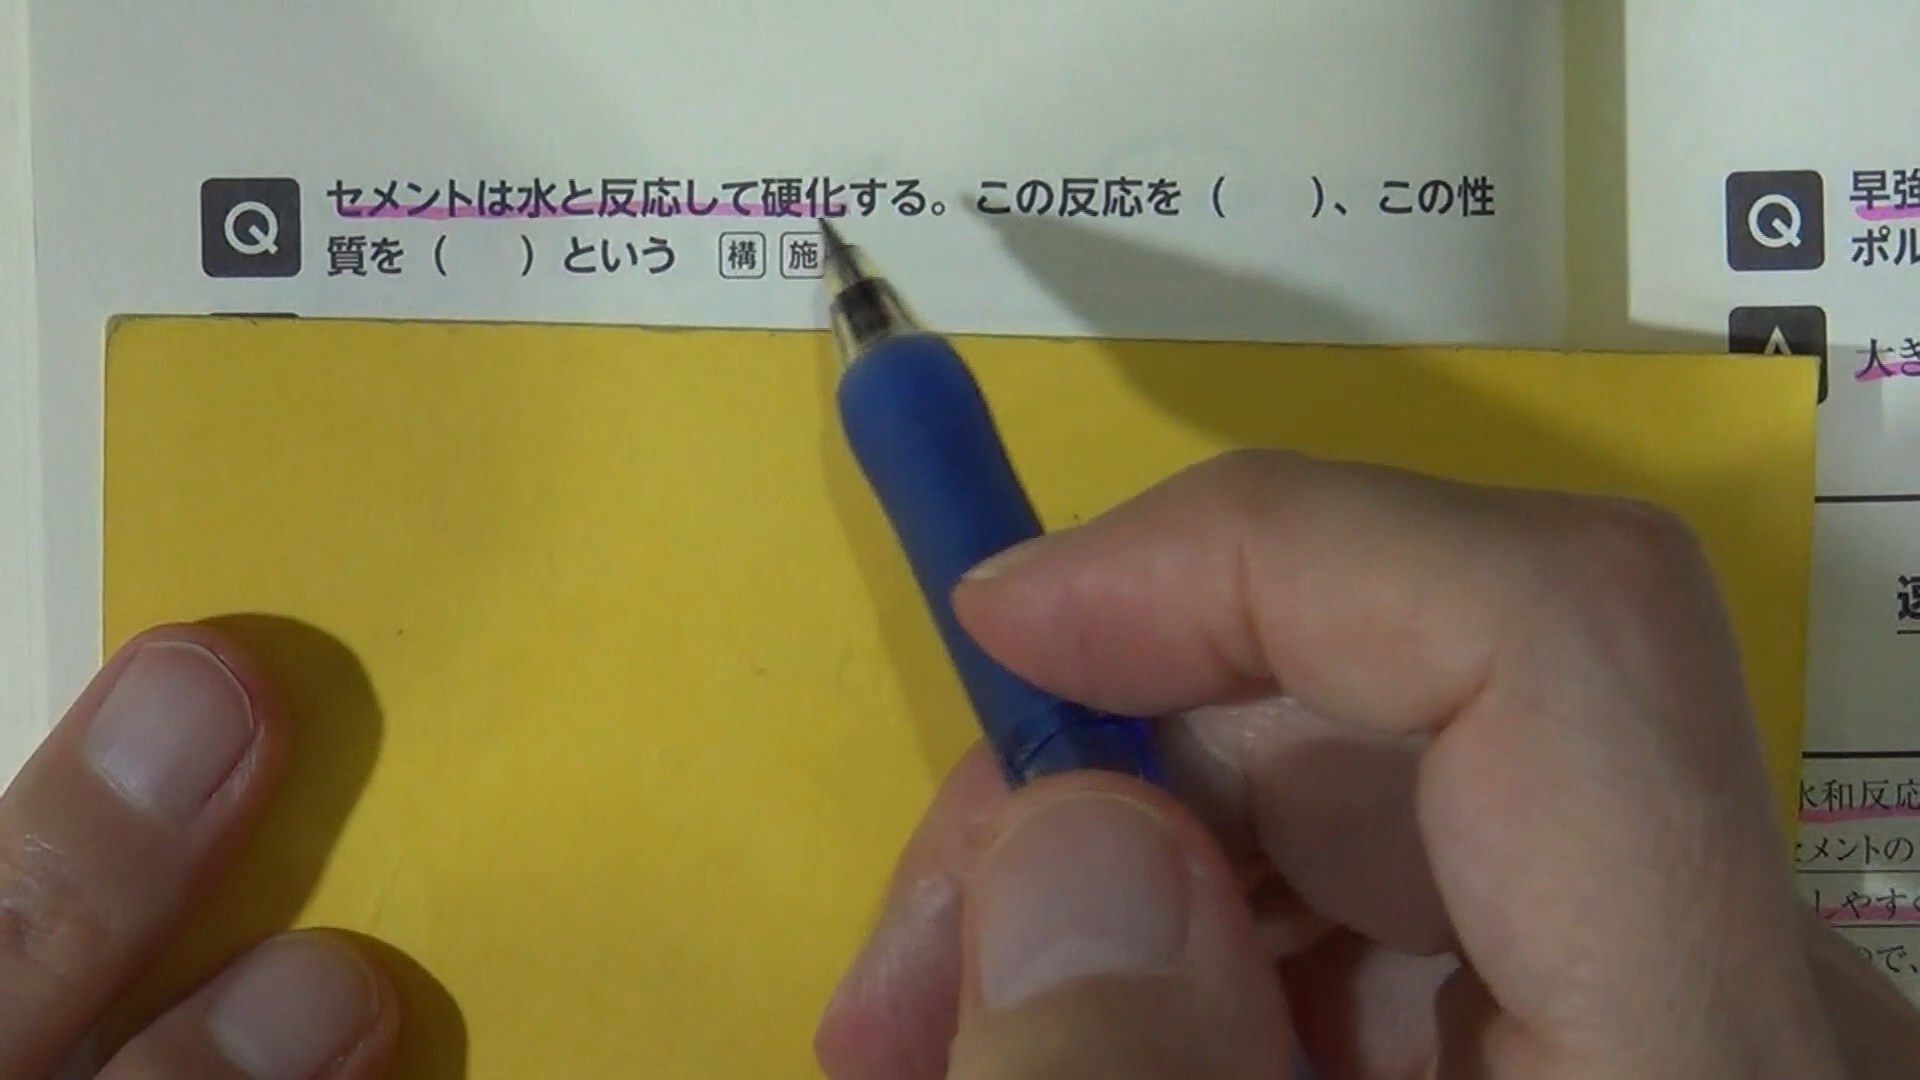 Q セメントは水と反応して硬化する。この反応を（　　）、この性
質を（　　）という 構 施
Q 早強
ポル
A 大き
水和反応
セメントの
しやすく
ので、